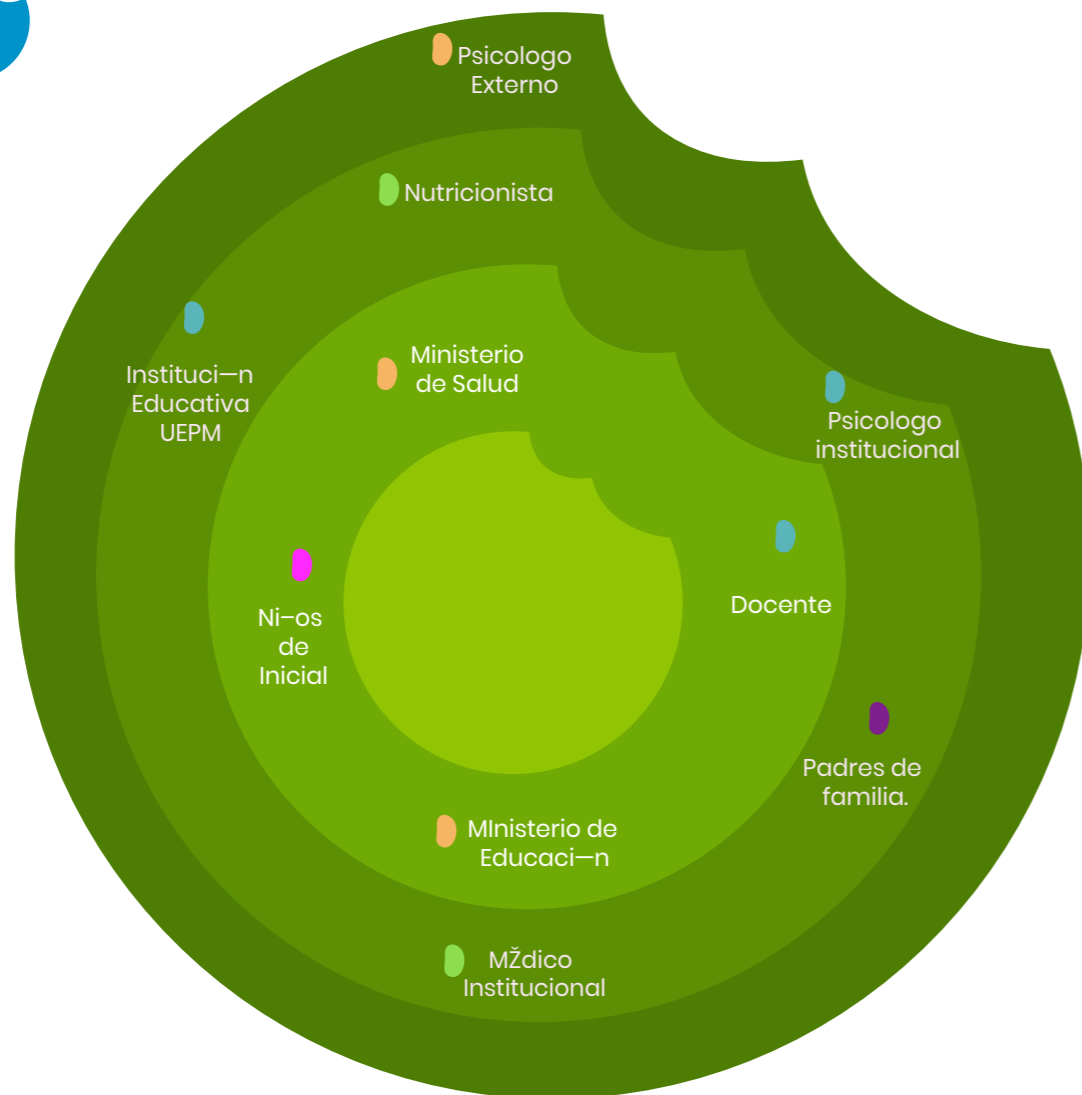 Psicologo
Externo
Nutricionista
Instituci—n
Educativa
UEPM
Ministerio
de Salud
Psicologo
institucional
Ni–os
de
Inicial
Docente
Padres de
familia.
MInisterio de
Educaci—n
MŽdico
Institucional